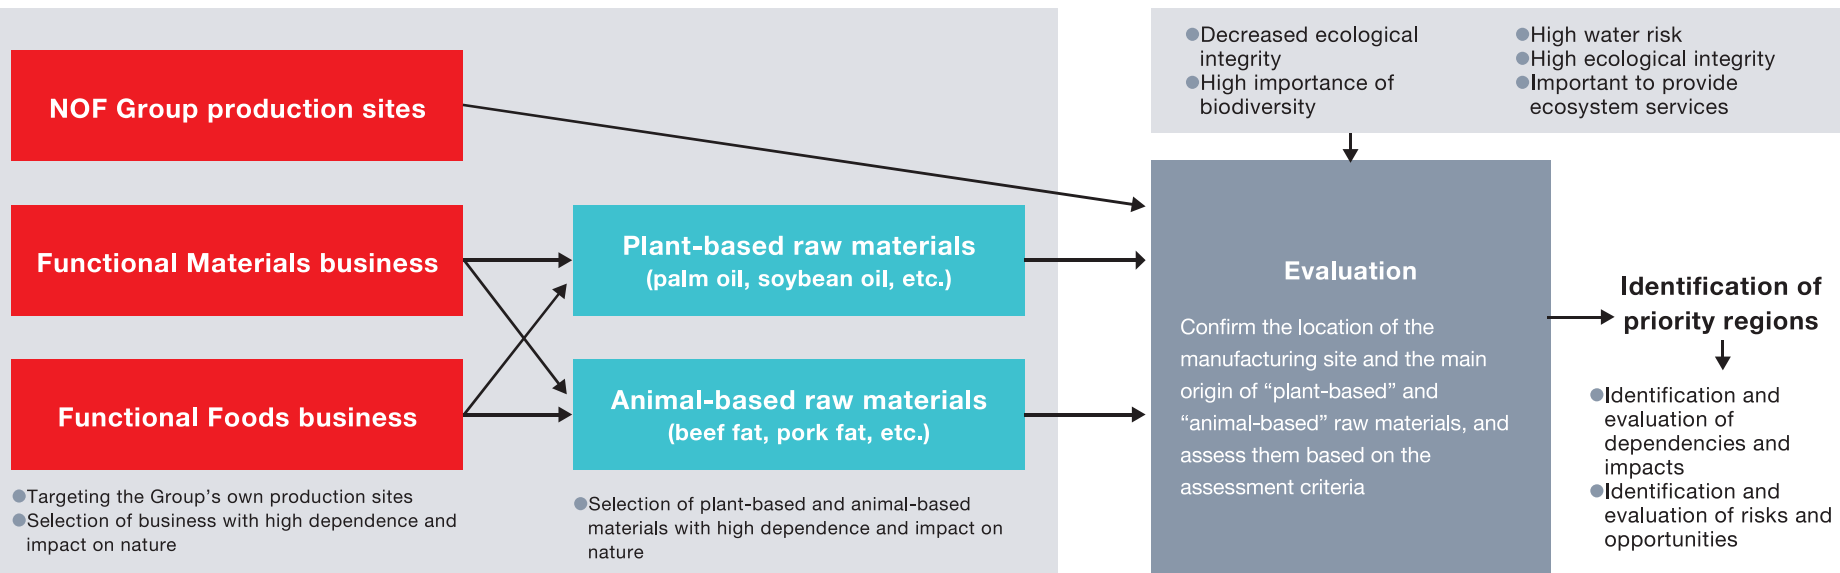 NOF Group production sites
Functional Materials business
Functional Foods business
●Targeting the Group's own production sites
●Selection of business with high dependence and
impact on nature
Plant-based raw materials
(palm oil, soybean oil, etc.)
Animal-based raw materials
(beef fat, pork fat, etc.)
●Selection of plant-based and animal-based
materials with high dependence and impact on
nature
●Decreased ecological
integrity
●High importance of
biodiversity
●High water risk
●High ecological integrity
●Important to provide
ecosystem services
Evaluation
Confirm the location of the
manufacturing site and the main
origin of “plant-based” and
“animal-based” raw materials, and
assess them based on the
assessment criteria
Identification of
priority regions
●Identification and
evaluation of
dependencies and
impacts
●Identification and
evaluation of risks and
opportunities